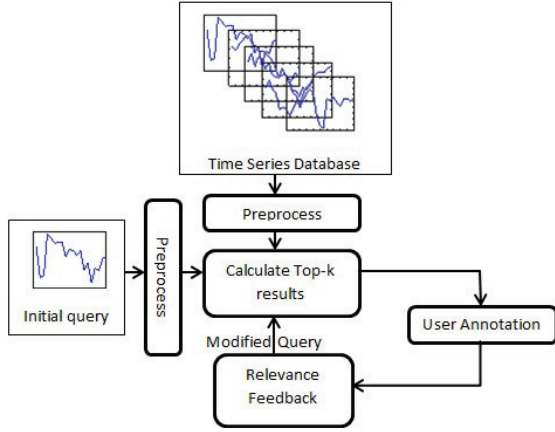 Time Series Database
Preprocess
Preprocess
Calculate Top-k
results
Initial query
User Annotation
Modified Query
Relevance
Feedback